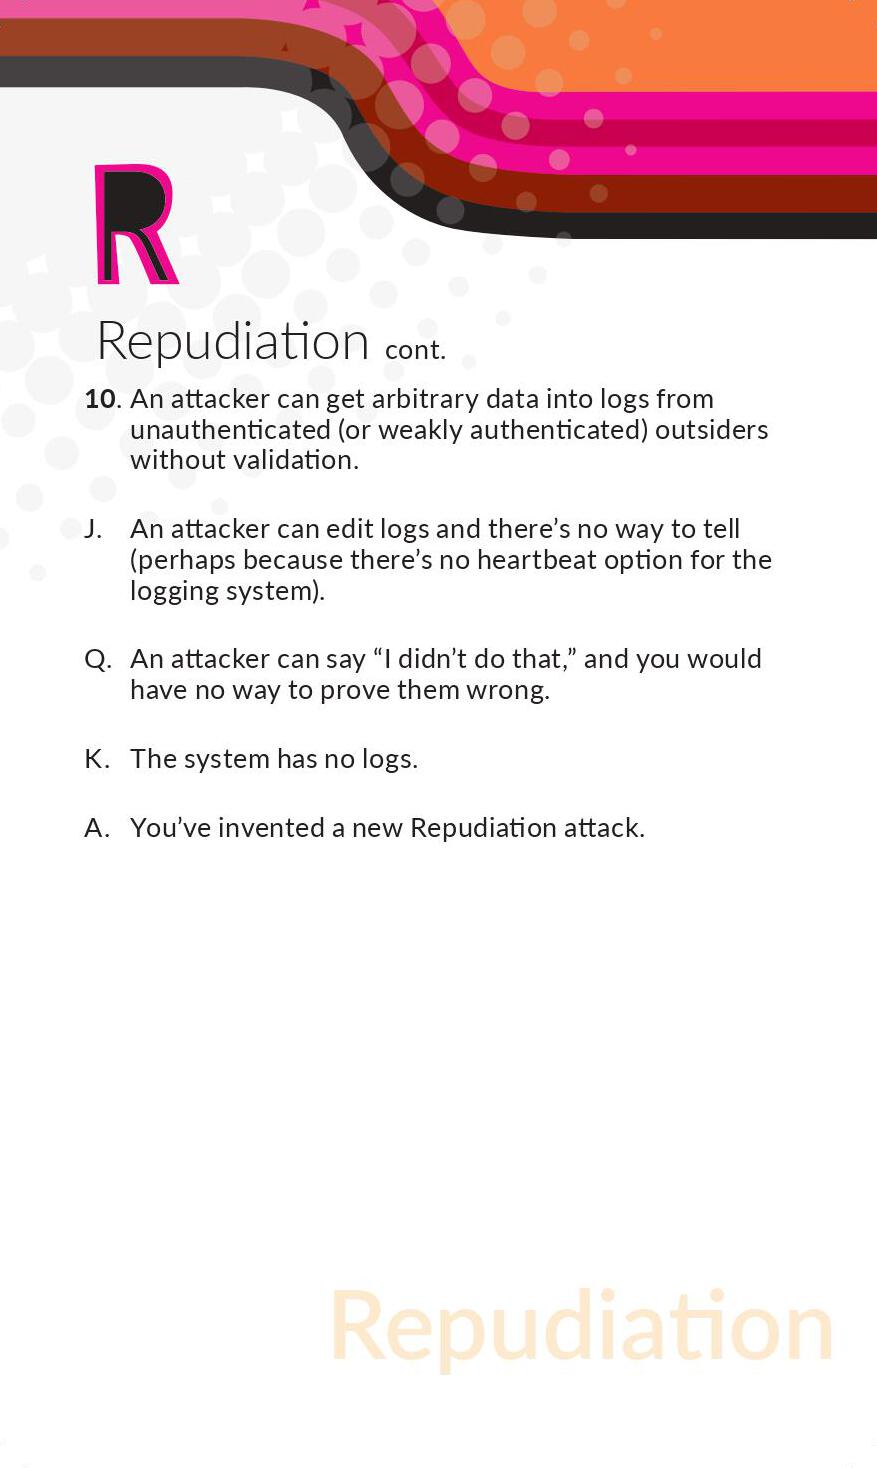 R
Repudiation cont.
10. An attacker can get arbitrary data into logs from
unauthenticated (or weakly authenticated) outsiders
without validation.
J. An attacker can edit logs and there’s no way to tell
(perhaps because there’s no heartbeat option for the
logging system).
Q. An attacker can say “I didn’t do that,” and you would
have no way to prove them wrong.
K. The system has no logs.
A. You’ve invented a new Repudiation attack.
Repudiation